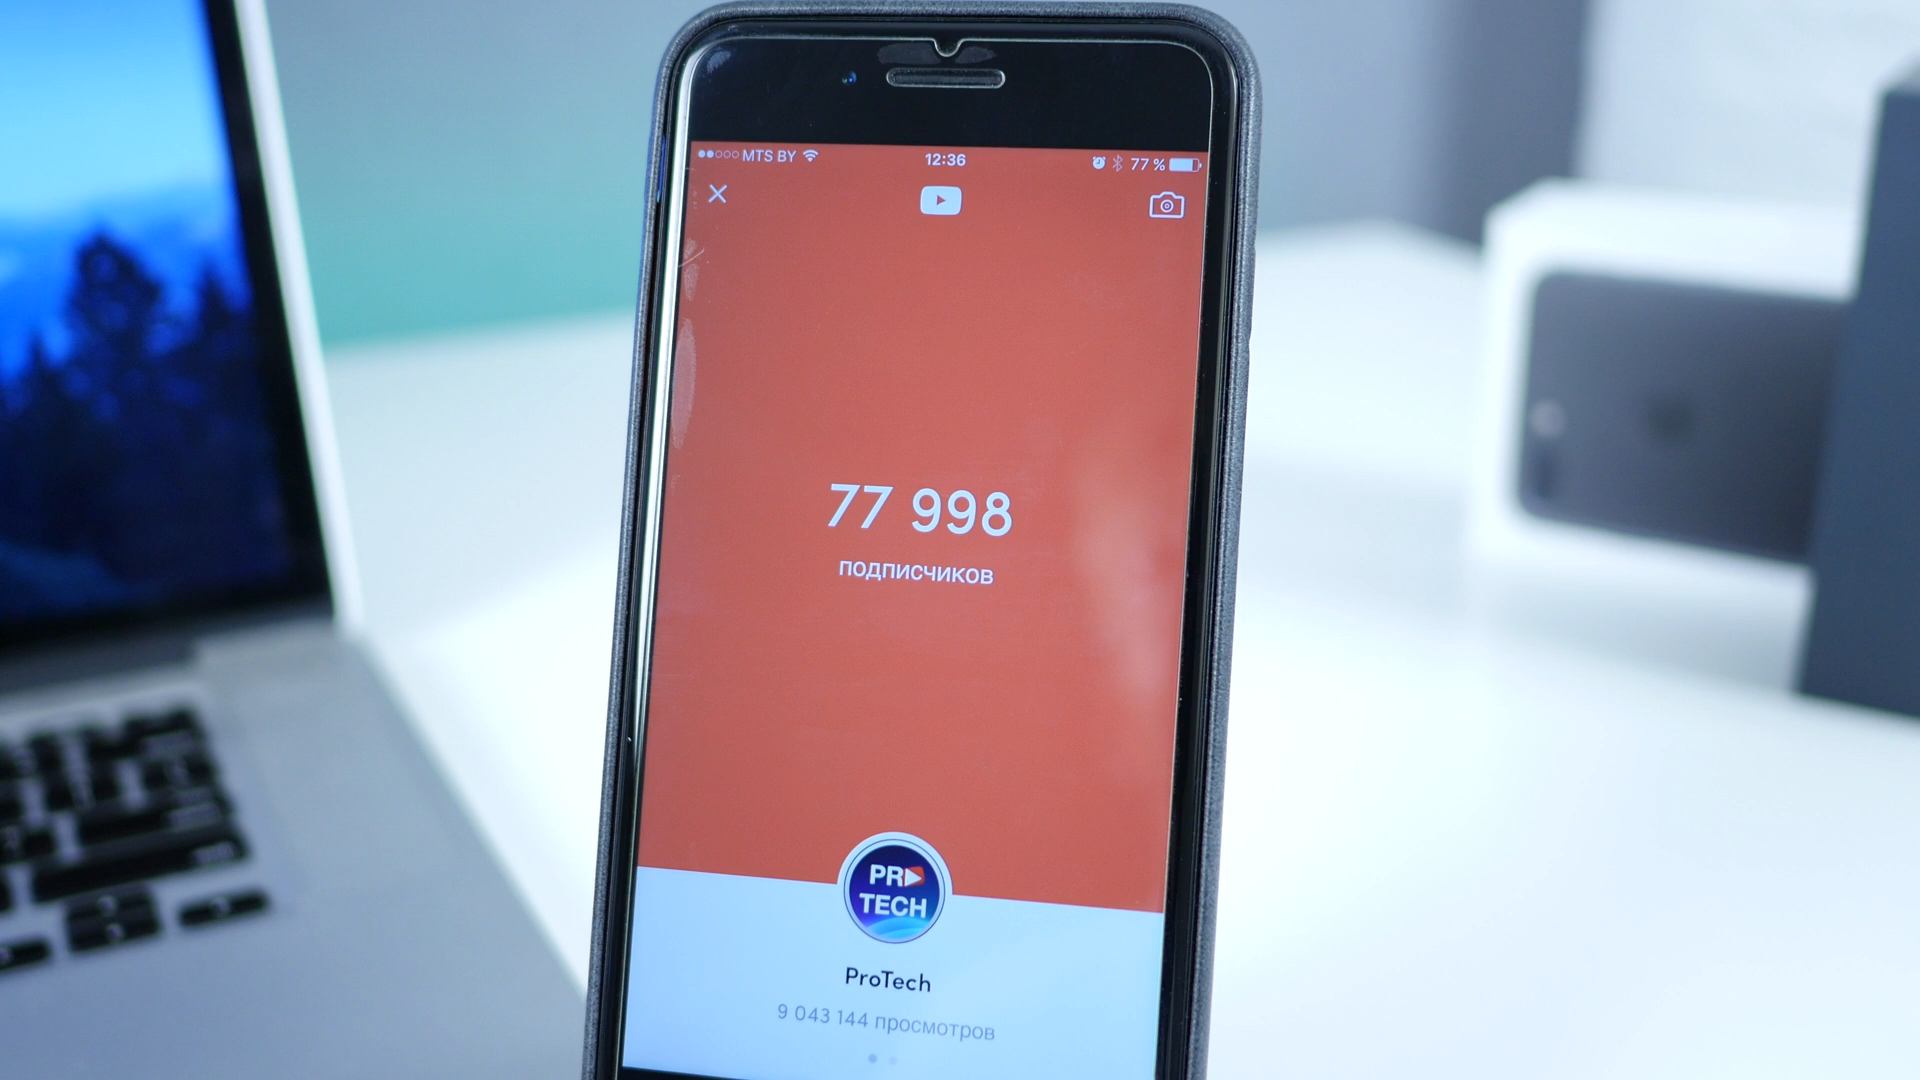 MTS BY 12:36 77 %
77 998
подписчиков
PRO
TECH
ProTech
9 043 144 просмотров